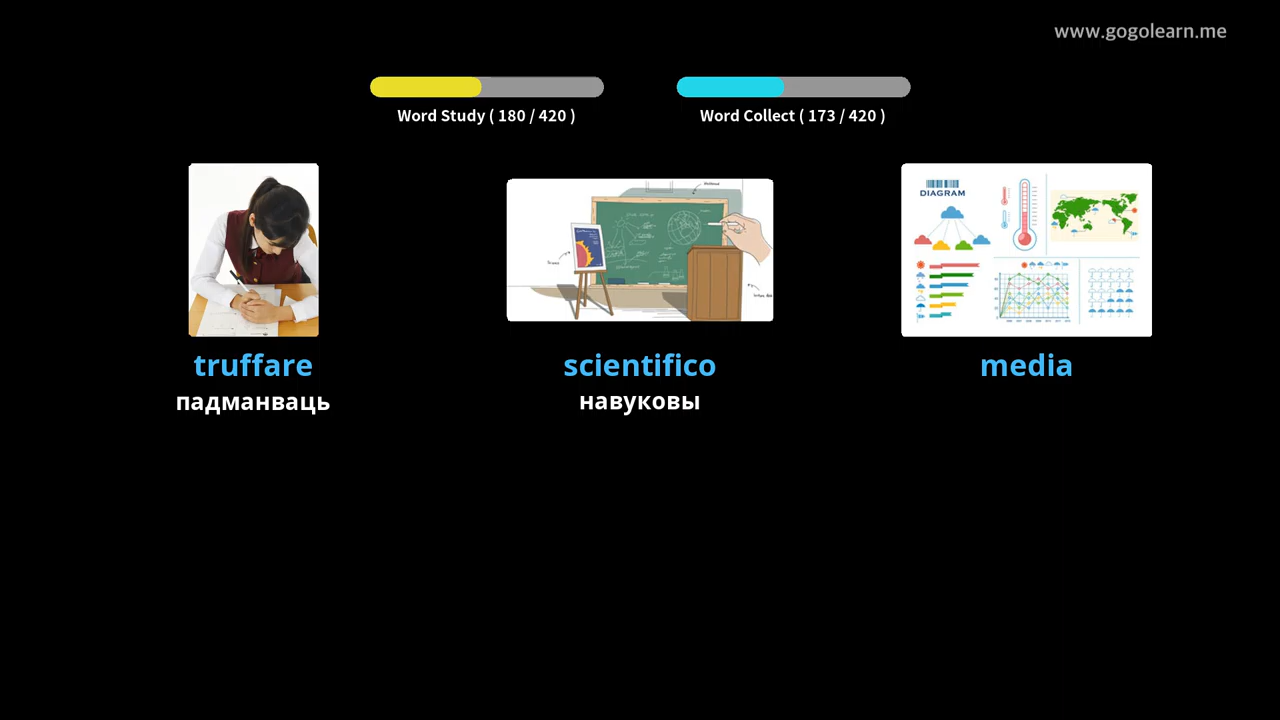 www.gogolearn.me
Word Study ( 180 / 420 )
Word Collect ( 173 / 420 )
DIAGRAM
truffare
scientifico
media
падманваць
навуковы